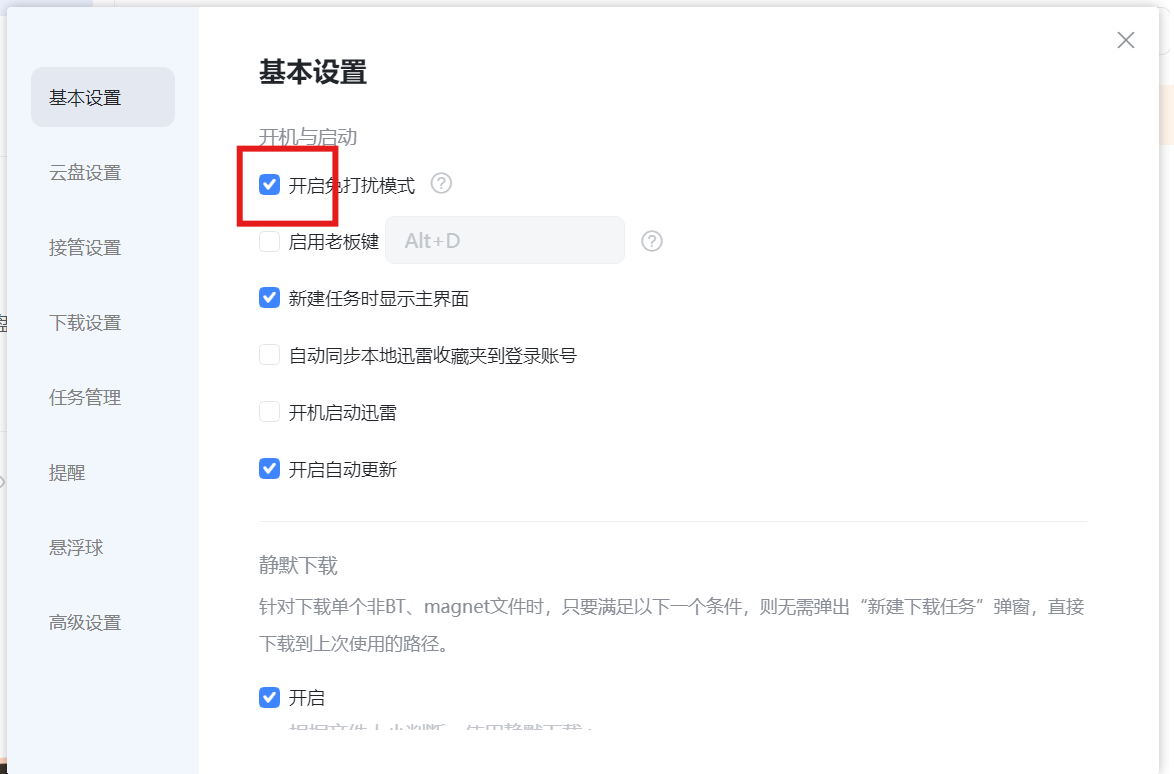 基本设置
云盘设置
接管设置
下载设置
任务管理
提醒
悬浮球
高级设置
基本设置
开机与启动
开启免打扰模式
启用老板键 Alt+D
新建任务时显示主界面
自动同步本地迅雷收藏夹到登录账号
开机启动迅雷
开启自动更新
静默下载
针对下载单个非BT、magnet文件时，只要满足以下一个条件，则无需弹出“新建下载任务”弹窗，直接
下载到上次使用的路径。
开启